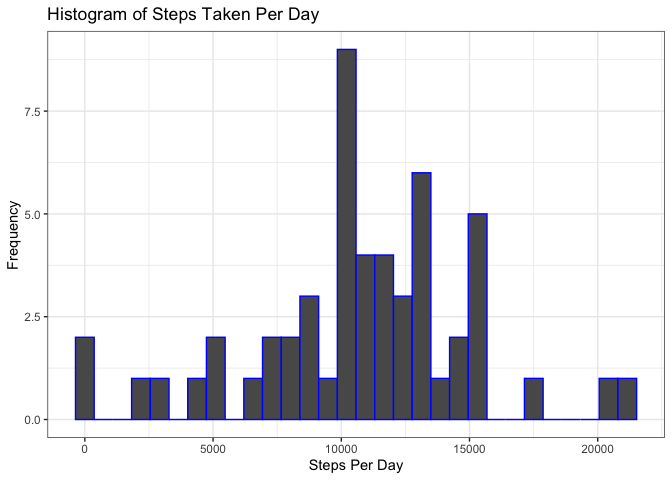 Histogram of Steps Taken Per Day
7.5
5.0
2.5
0.0
Frequency
0 5000 10000 15000 20000
Steps Per Day